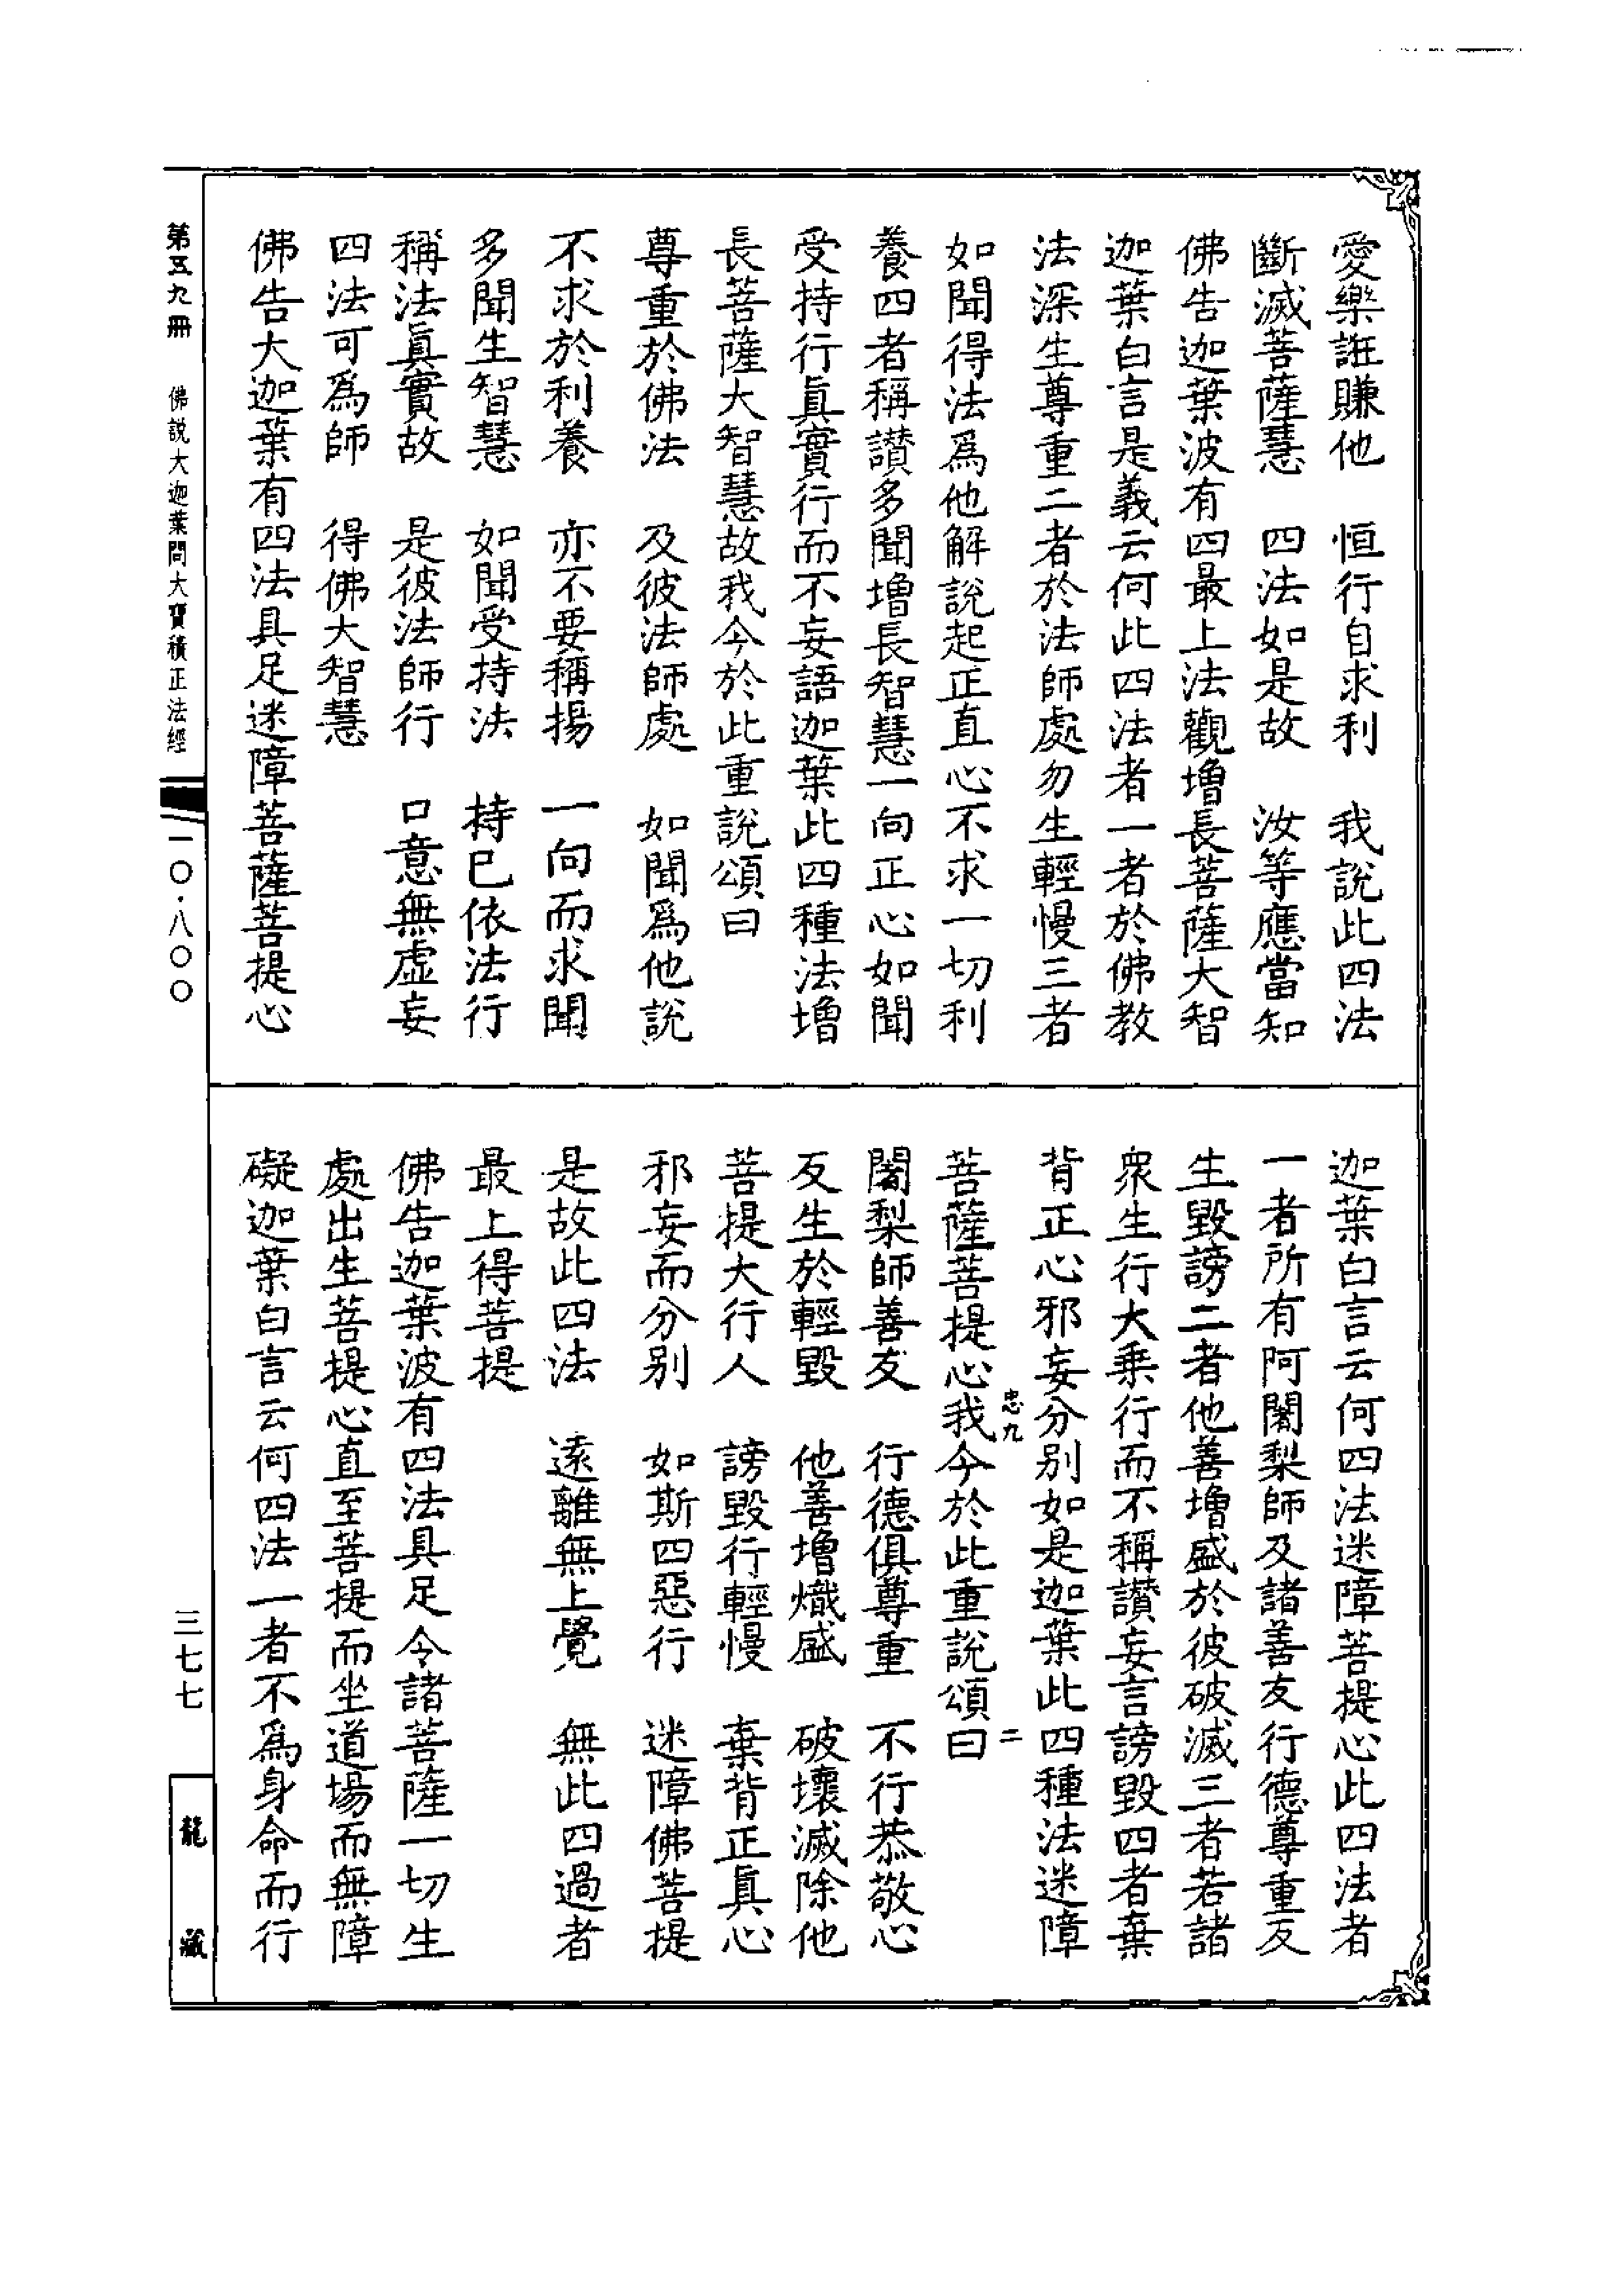 愛樂誑賺他　恒行自求利　我說此四法
斷滅菩薩慧　四法如是故　汝等應當知
佛告迦葉波有四最上法觀增長菩薩大智
迦葉白言是義云何此四法者一者於佛教
法深生尊重二者於法師處勿生輕慢三者
如聞得法爲他解說起正直心不求一切利
養四者稱讚多聞增長智慧一向正心如聞
受持行眞實行而不妄語迦葉此四種法增
長菩薩大智慧故我今於此重說頌曰
尊重於佛法　及彼法師處　如聞爲他說
不求於利養　亦不要稱揚　一向而求聞
多聞生智慧　如聞受持法　持已依法行
稱法眞實故　是彼法師行　口意無虛妄
四法可爲師　得佛大智慧
佛告大迦葉有四法具足迷障菩薩菩提心
迦葉白言云何四法迷障菩提心此四法者
一者所有阿闍梨師及諸善友行德尊重反
生毀謗二者他善增盛於彼破滅三者若諸
衆生行大乘行而不稱讚妄言謗毀四者棄
背正心邪妄分别如是迦葉此四種法迷障
忠九　二
菩薩菩提心我今於此重說頌曰
闍梨師善友　行德俱尊重　不行恭敬心
反生於輕毀　他善增熾盛　破壞滅除他
菩提大行人　謗毀行輕慢　棄背正眞心
邪妄而分别　如斯四惡行　迷障佛菩提
是故此四法　遠離無上覺　無此四過者
最上得菩提
佛告迦葉波有四法具足令諸菩薩一切生
處出生菩提心直至菩提而坐道場而無障
礙迦葉白言云何四法一者不爲身命而行
第五九冊　佛説大迦葉問大寶積正法經
一〇·八〇〇
三七七
龍藏